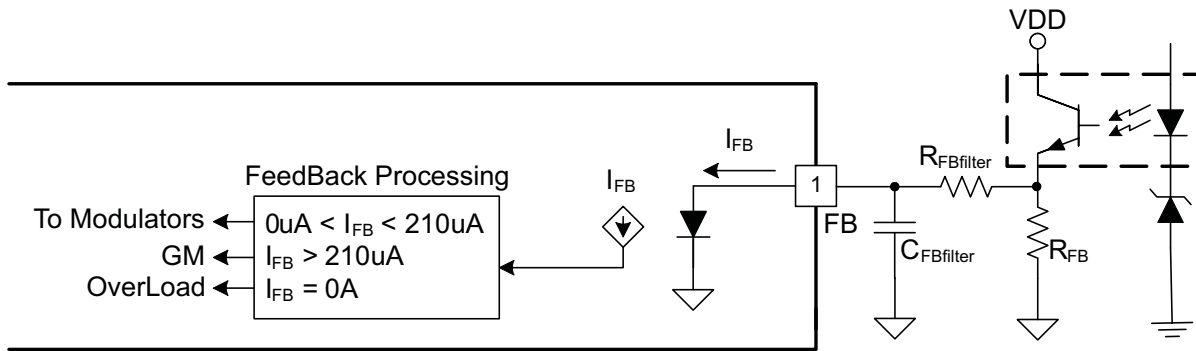 VDD
I_FB
1
FB
R_FBfilter
C_FBfilter
R_FB
FeedBack Processing
I_FB
To Modulators
0uA < I_FB < 210uA
GM
I_FB > 210uA
OverLoad
I_FB = 0A